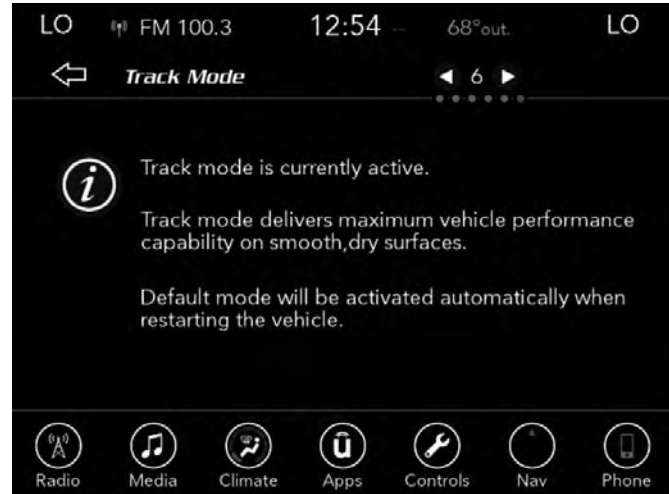 LO FM 100.3 12:54 -- 68°out. LO
Track Mode 6
Track mode is currently active.
Track mode delivers maximum vehicle performance
capability on smooth,dry surfaces.
Default mode will be activated automatically when
restarting the vehicle.
Radio Media Climate Apps Controls Nav Phone